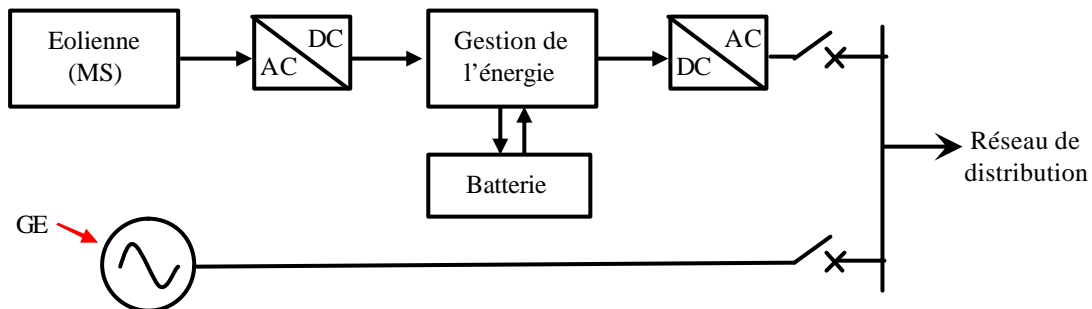 Eolienne
(MS)
DC
AC
Gestion de
l'énergie
AC
DC
Batterie
Réseau de
distribution
GE